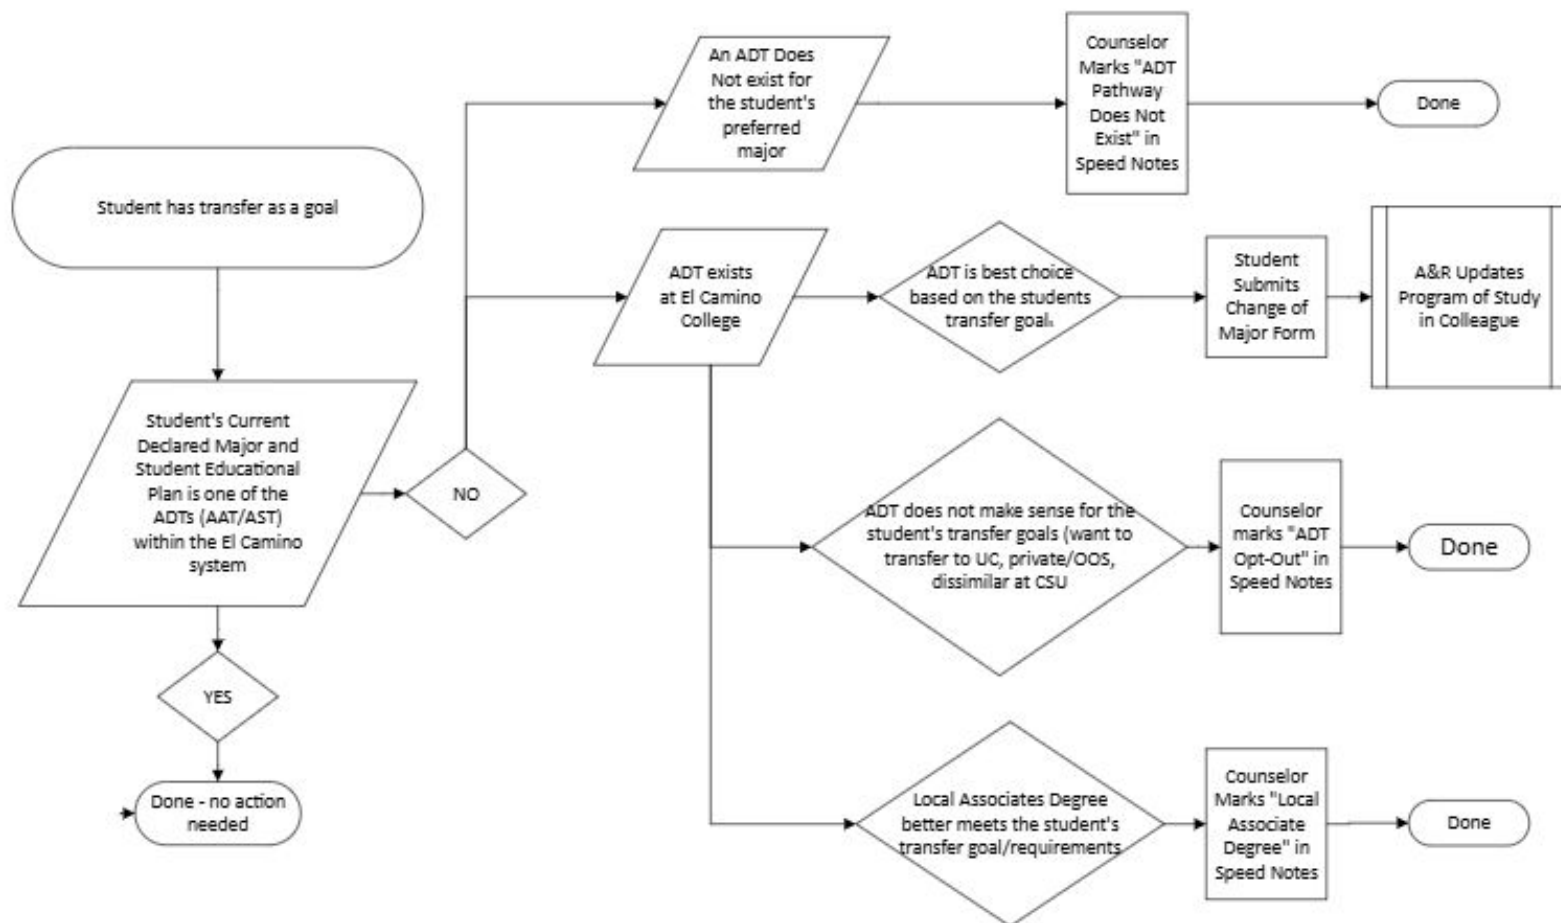 An ADT Does
Not exist for
the student's
preferred
major
Counselor
Marks "ADT
Pathway
Does Not
Exist" in
Speed Notes
Done
Student has transfer as a goal
ADT exists
at El Camino
College
ADT is best choice
based on the students
transfer goal.
Student
Submits
Change of
Major Form
A&R Updates
Program of Study
in Colleague
Student's Current
Declared Major and
Student Educational
Plan is one of the
ADTs (AAT/AST)
within the El Camino
system
NO
ADT does not make sense for the
student's transfer goals (want to
transfer to UC, private/OOS,
dissimilar at CSU
Counselor
marks "ADT
Opt-Out" in
Speed Notes
Done
YES
Done - no action
needed
Local Associates Degree
better meets the student's
transfer goal/requirements
Counselor
Marks "Local
Associate
Degree" in
Speed Notes
Done